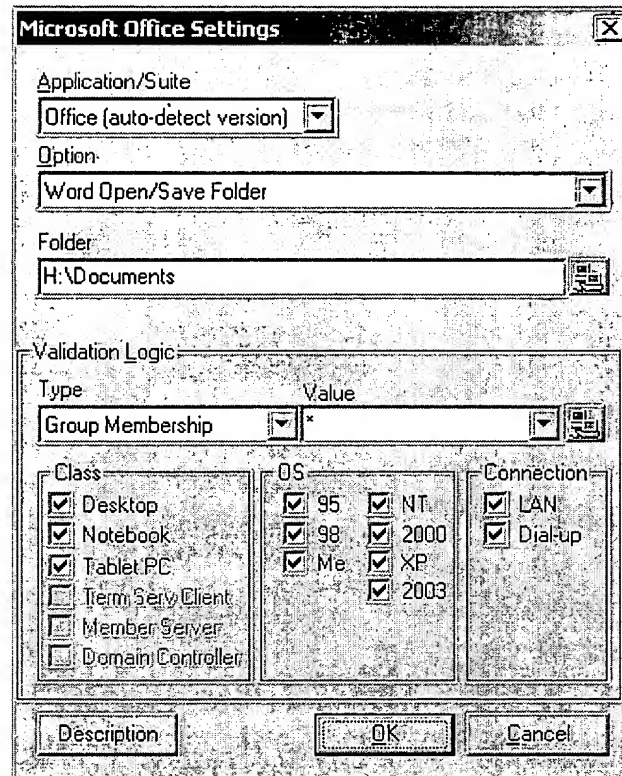 Microsoft Office Settings
Application/Suite
Office (auto-detect version)
Option
Word Open/Save Folder
Folder
H:\Documents
Validation Logic
Type Value
Group Membership *
Class OS Connection
Desktop 95 NT LAN
Notebook 98 2000 Dial-up
Tablet PC Me XP
Term Serv Client 2003
Member Server
Domain Controller
Description OK Cancel